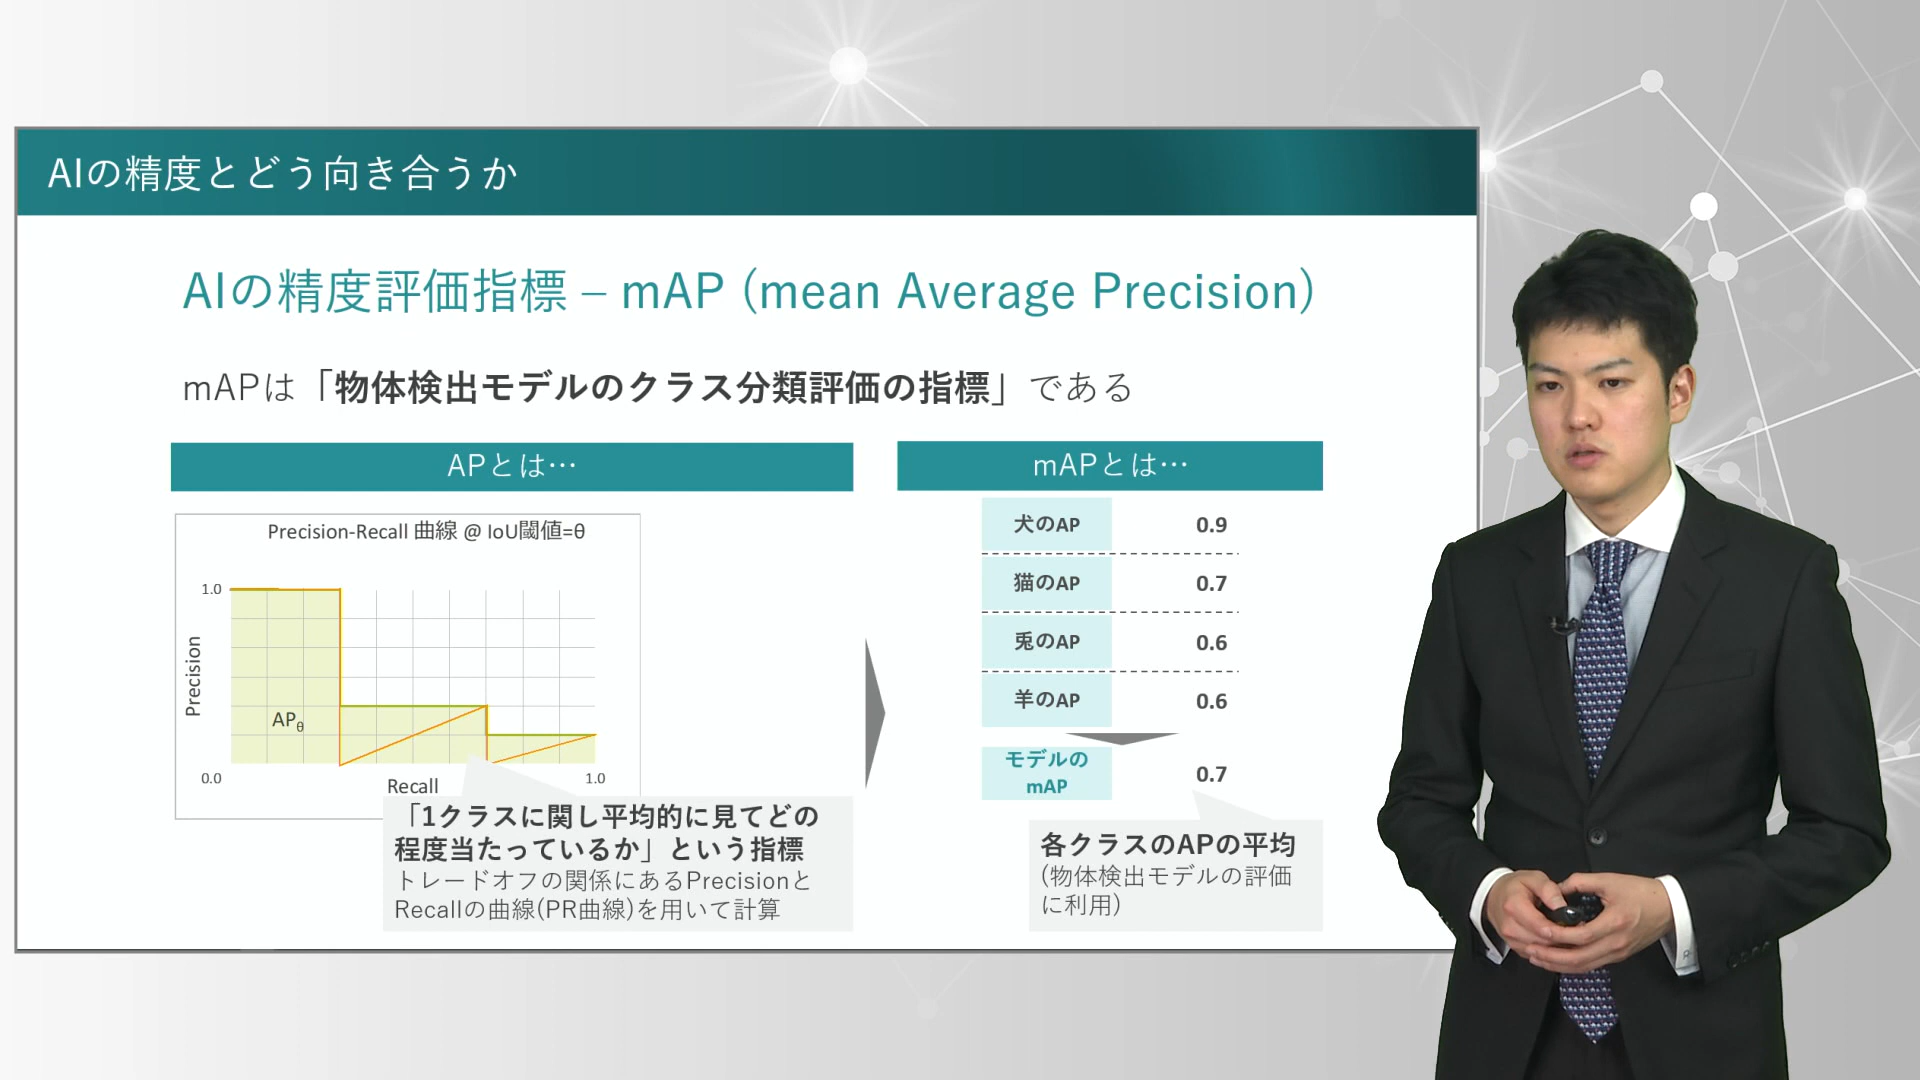 AIの精度とどう向き合うか
AIの精度評価指標 – mAP (mean Average Precision)
mAPは「物体検出モデルのクラス分類評価の指標」である
APとは…
Precision-Recall 曲線 @ IoU閾値=θ
1.0
Precision
APθ
0.0
Recall
1.0
「1クラスに関し平均的に見てどの
程度当たっているか」という指標
トレードオフの関係にあるPrecisionと
Recallの曲線(PR曲線)を用いて計算
mAPとは…
犬のAP 0.9
猫のAP 0.7
兎のAP 0.6
羊のAP 0.6
モデルの
mAP 0.7
各クラスのAPの平均
(物体検出モデルの評価
に利用)